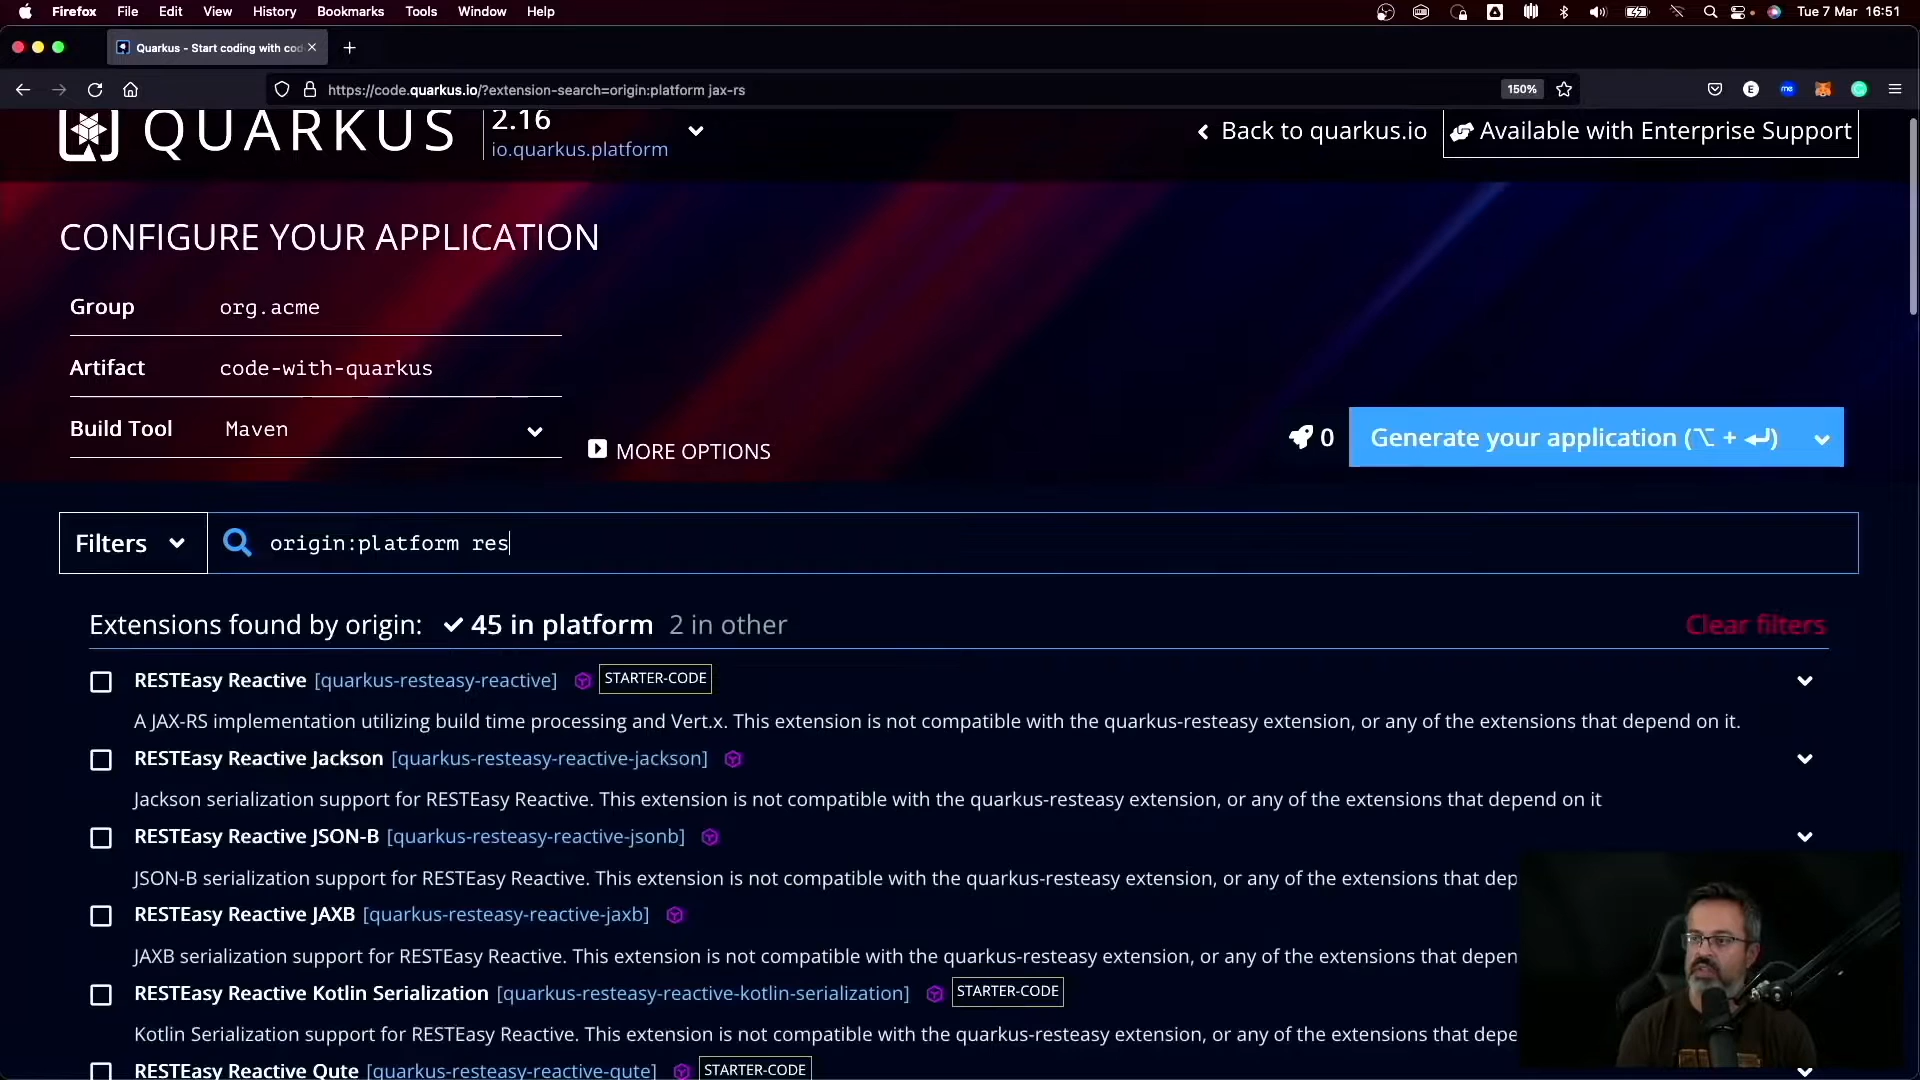 Firefox File Edit View History Bookmarks Tools Window Help Tue 7 Mar 16:51
Quarkus - Start coding with cod
https://code.quarkus.io/?extension-search=origin:platform jax-rs 150%
QUARKUS
2.16
io.quarkus.platform
Back to quarkus.io
Available with Enterprise Support
CONFIGURE YOUR APPLICATION
Group org.acme
Artifact code-with-quarkus
Build Tool Maven
MORE OPTIONS
0
Generate your application (⌥ + ⏎)
Filters
origin:platform res
Extensions found by origin: 45 in platform 2 in other Clear filters
RESTEasy Reactive [quarkus-resteasy-reactive] STARTER-CODE
A JAX-RS implementation utilizing build time processing and Vert.x. This extension is not compatible with the quarkus-resteasy extension, or any of the extensions that depend on it.
RESTEasy Reactive Jackson [quarkus-resteasy-reactive-jackson]
Jackson serialization support for RESTEasy Reactive. This extension is not compatible with the quarkus-resteasy extension, or any of the extensions that depend on it
RESTEasy Reactive JSON-B [quarkus-resteasy-reactive-jsonb]
JSON-B serialization support for RESTEasy Reactive. This extension is not compatible with the quarkus-resteasy extension, or any of the extensions that dep
RESTEasy Reactive JAXB [quarkus-resteasy-reactive-jaxb]
JAXB serialization support for RESTEasy Reactive. This extension is not compatible with the quarkus-resteasy extension, or any of the extensions that depen
RESTEasy Reactive Kotlin Serialization [quarkus-resteasy-reactive-kotlin-serialization] STARTER-CODE
Kotlin Serialization support for RESTEasy Reactive. This extension is not compatible with the quarkus-resteasy extension, or any of the extensions that depe
RESTEasy Reactive Qute [quarkus-resteasy-reactive-qute] STARTER-CODE